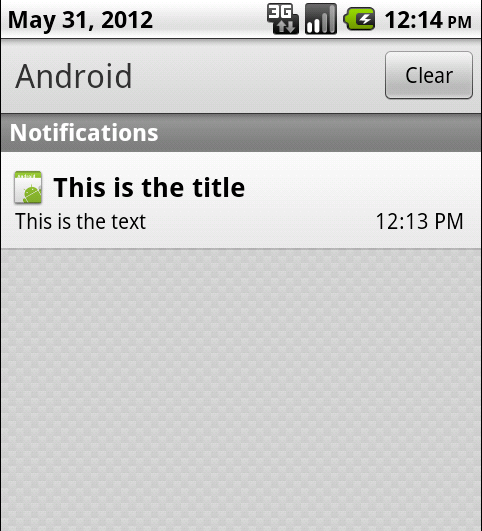 May 31, 2012 3G 12:14 PM
Android Clear
Notifications
This is the title
This is the text 12:13 PM